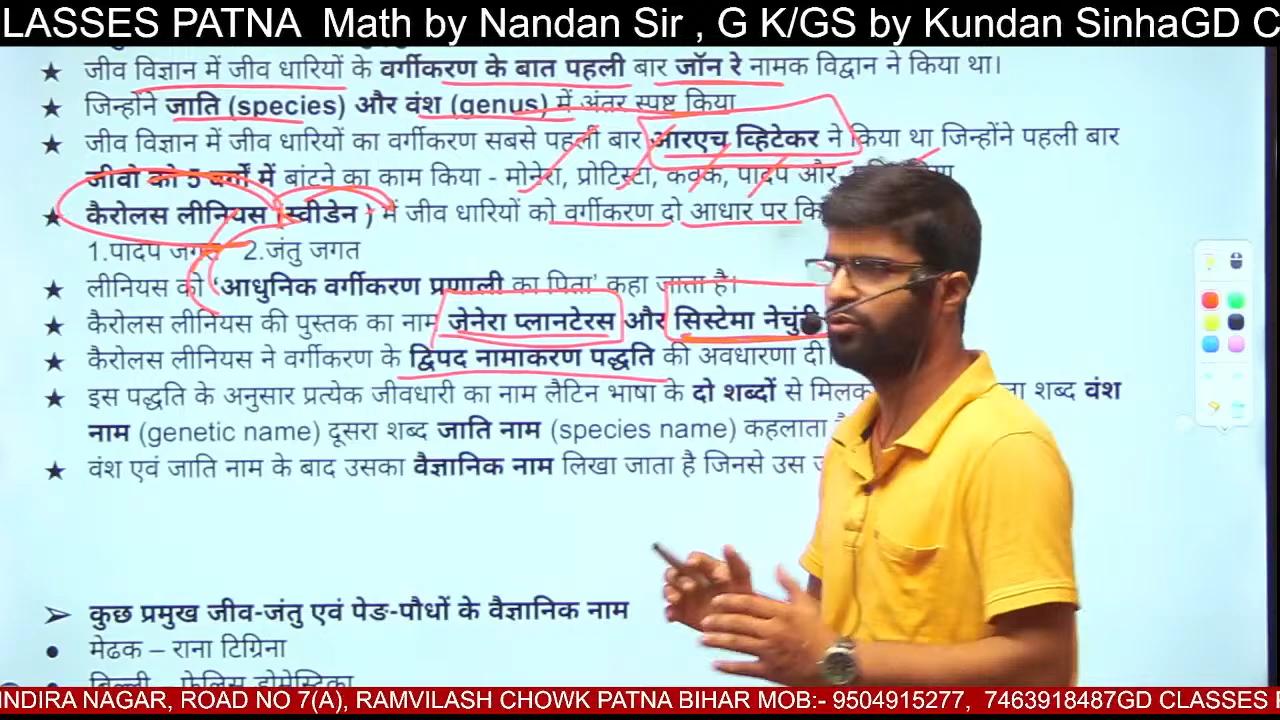 LASSES PATNA Math by Nandan Sir , G K/GS by Kundan SinhaGD C
★ जीव विज्ञान में जीव धारियों के वर्गीकरण के बात पहली बार जॉन रे नामक विद्वान ने किया था।
★ जिन्होंने जाति (species) और वंश (genus) में अंतर स्पष्ट किया
★ जीव विज्ञान में जीव धारियों का वर्गीकरण सबसे पहली बार आरएच व्हिटेकर ने किया था जिन्होंने पहली बार
जीवो को 5 वर्गों में बांटने का काम किया - मोनेरा, प्रोटिस्टा, कवक, पादप और
★ कैरोलस लीनियस (स्वीडेन ) में जीव धारियों को वर्गीकरण दो आधार पर
1.पादप जगत 2.जंतु जगत
★ लीनियस को ‘आधुनिक वर्गीकरण प्रणाली का पिता’ कहा जाता है।
★ कैरोलस लीनियस की पुस्तक का नाम जेनेरा प्लानटेरस और सिस्टेमा नेचुरी
★ कैरोलस लीनियस ने वर्गीकरण के द्विपद नामाकरण पद्धति की अवधारणा दी।
★ इस पद्धति के अनुसार प्रत्येक जीवधारी का नाम लैटिन भाषा के दो शब्दों से शब्द वंश
नाम (genetic name) दूसरा शब्द जाति नाम (species name) कहलाता
★ वंश एवं जाति नाम के बाद उसका वैज्ञानिक नाम लिखा जाता है जिनसे उस
➢ कुछ प्रमुख जीव-जंतु एवं पेङ-पौधों के वैज्ञानिक नाम
● मेढक – राना टिग्रिना
INDIRA NAGAR, ROAD NO 7(A), RAMVILASH CHOWK PATNA BIHAR MOB:- 9504915277, 7463918487GD CLASSES